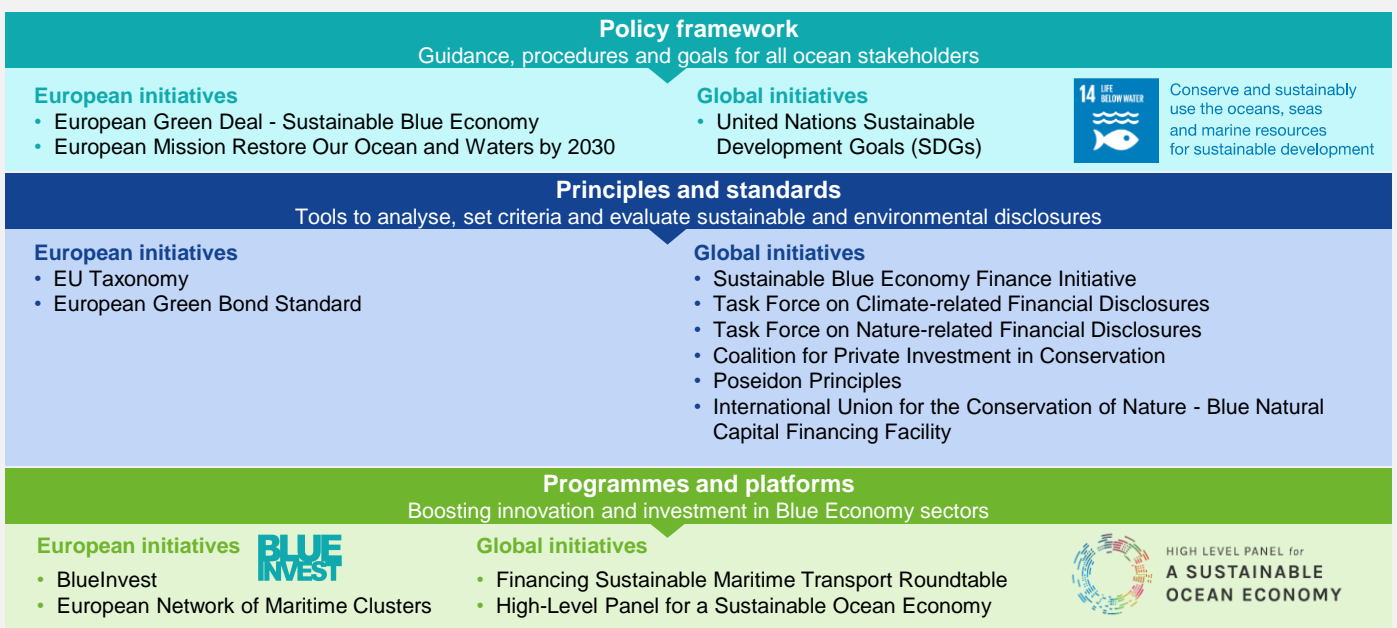 Policy framework
Guidance, procedures and goals for all ocean stakeholders
European initiatives
• European Green Deal - Sustainable Blue Economy
• European Mission Restore Our Ocean and Waters by 2030
Global initiatives
• United Nations Sustainable
Development Goals (SDGs)
14 LIFE
BELOW WATER
Conserve and sustainably
use the oceans, seas
and marine resources
for sustainable development
Principles and standards
Tools to analyse, set criteria and evaluate sustainable and environmental disclosures
European initiatives
• EU Taxonomy
• European Green Bond Standard
Global initiatives
• Sustainable Blue Economy Finance Initiative
• Task Force on Climate-related Financial Disclosures
• Task Force on Nature-related Financial Disclosures
• Coalition for Private Investment in Conservation
• Poseidon Principles
• International Union for the Conservation of Nature - Blue Natural
Capital Financing Facility
Programmes and platforms
Boosting innovation and investment in Blue Economy sectors
European initiatives
BLUE
INVEST
• BlueInvest
• European Network of Maritime Clusters
Global initiatives
• Financing Sustainable Maritime Transport Roundtable
• High-Level Panel for a Sustainable Ocean Economy
HIGH LEVEL PANEL for
A SUSTAINABLE
OCEAN ECONOMY